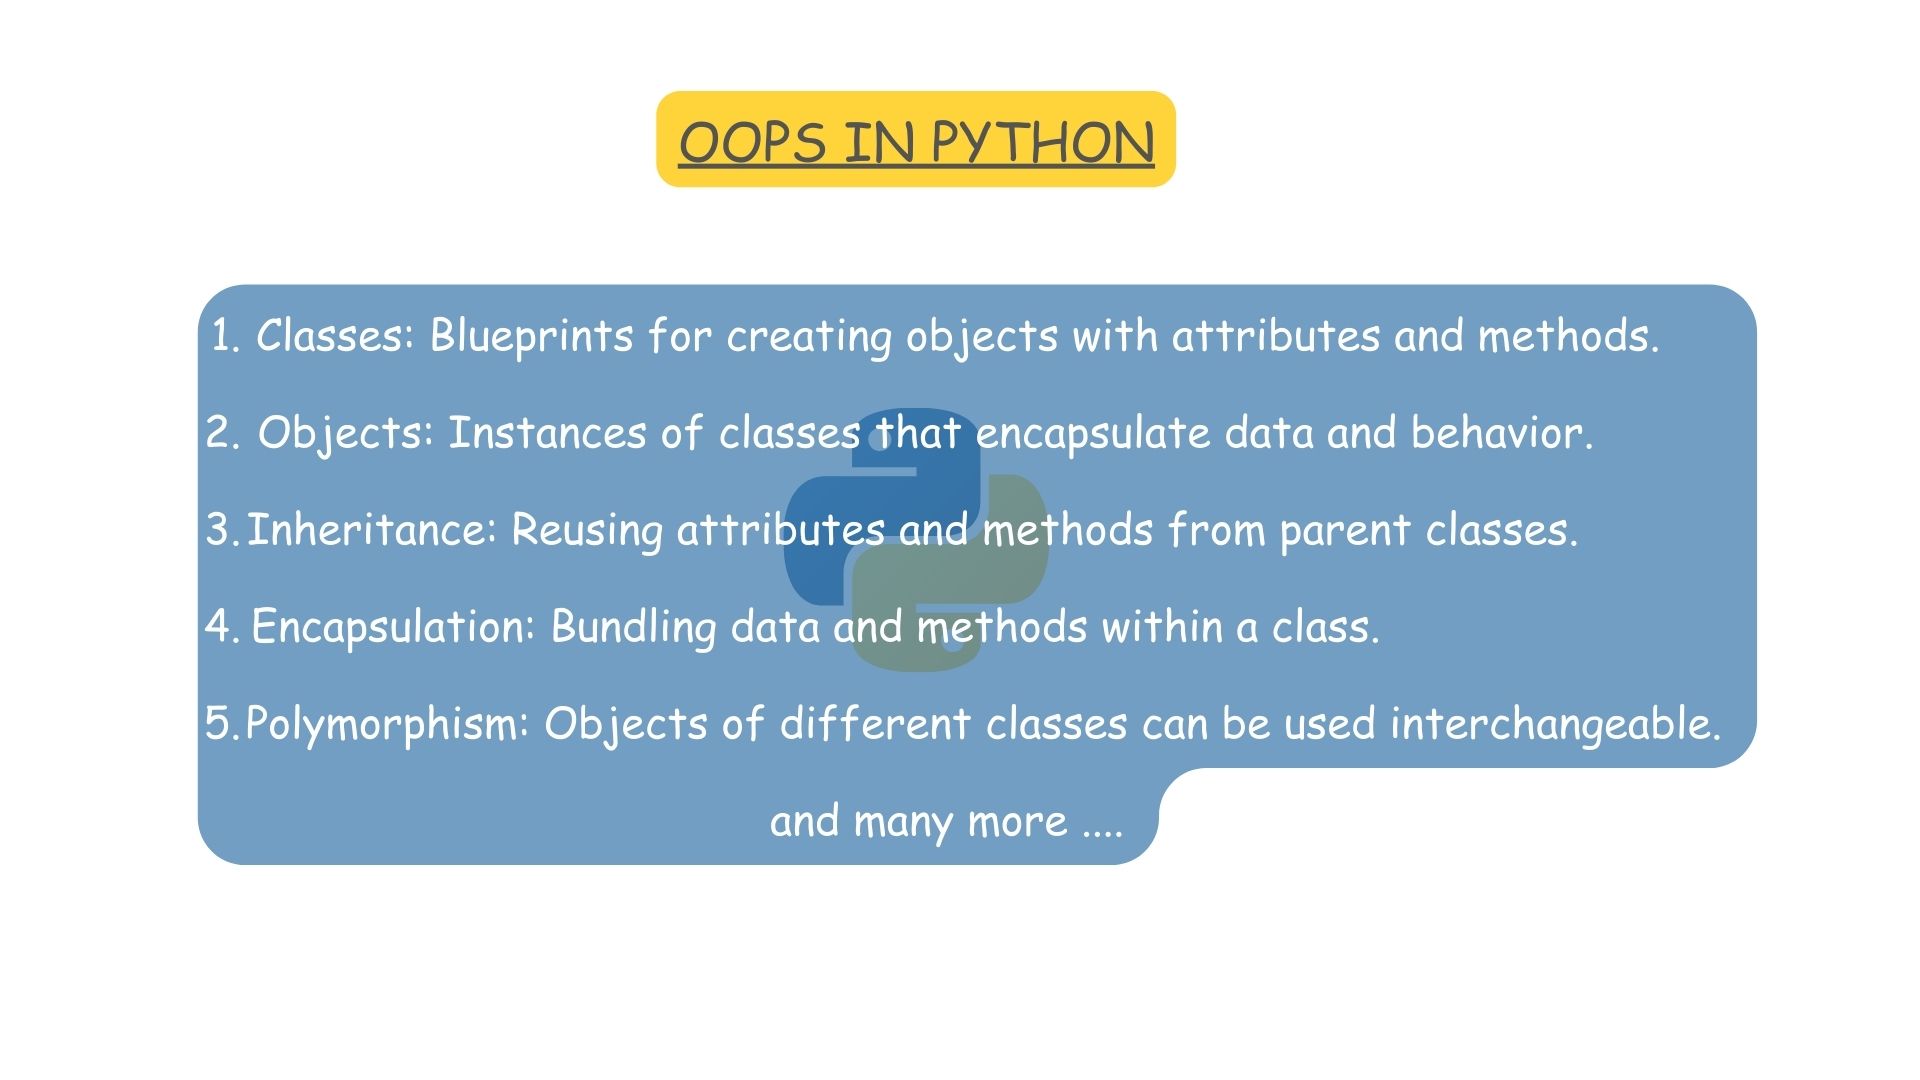 OOPS IN PYTHON
1. Classes: Blueprints for creating objects with attributes and methods.
2. Objects: Instances of classes that encapsulate data and behavior.
3. Inheritance: Reusing attributes and methods from parent classes.
4. Encapsulation: Bundling data and methods within a class.
5. Polymorphism: Objects of different classes can be used interchangeable.
and many more ....